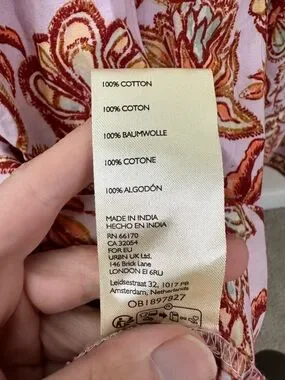 100% COTTON
100% COTON
100% BAUMWOLLE
100% COTONE
100% ALGODÓN
MADE IN INDIA
HECHO EN INDIA
RN 66170
CA 32054
FOR EU
URBN UK Ltd.
146 Brick Lane
LONDON E1 6RU
Leidsestraat 32, 1017 PB
Amsterdam, Netherlands
OB1897827